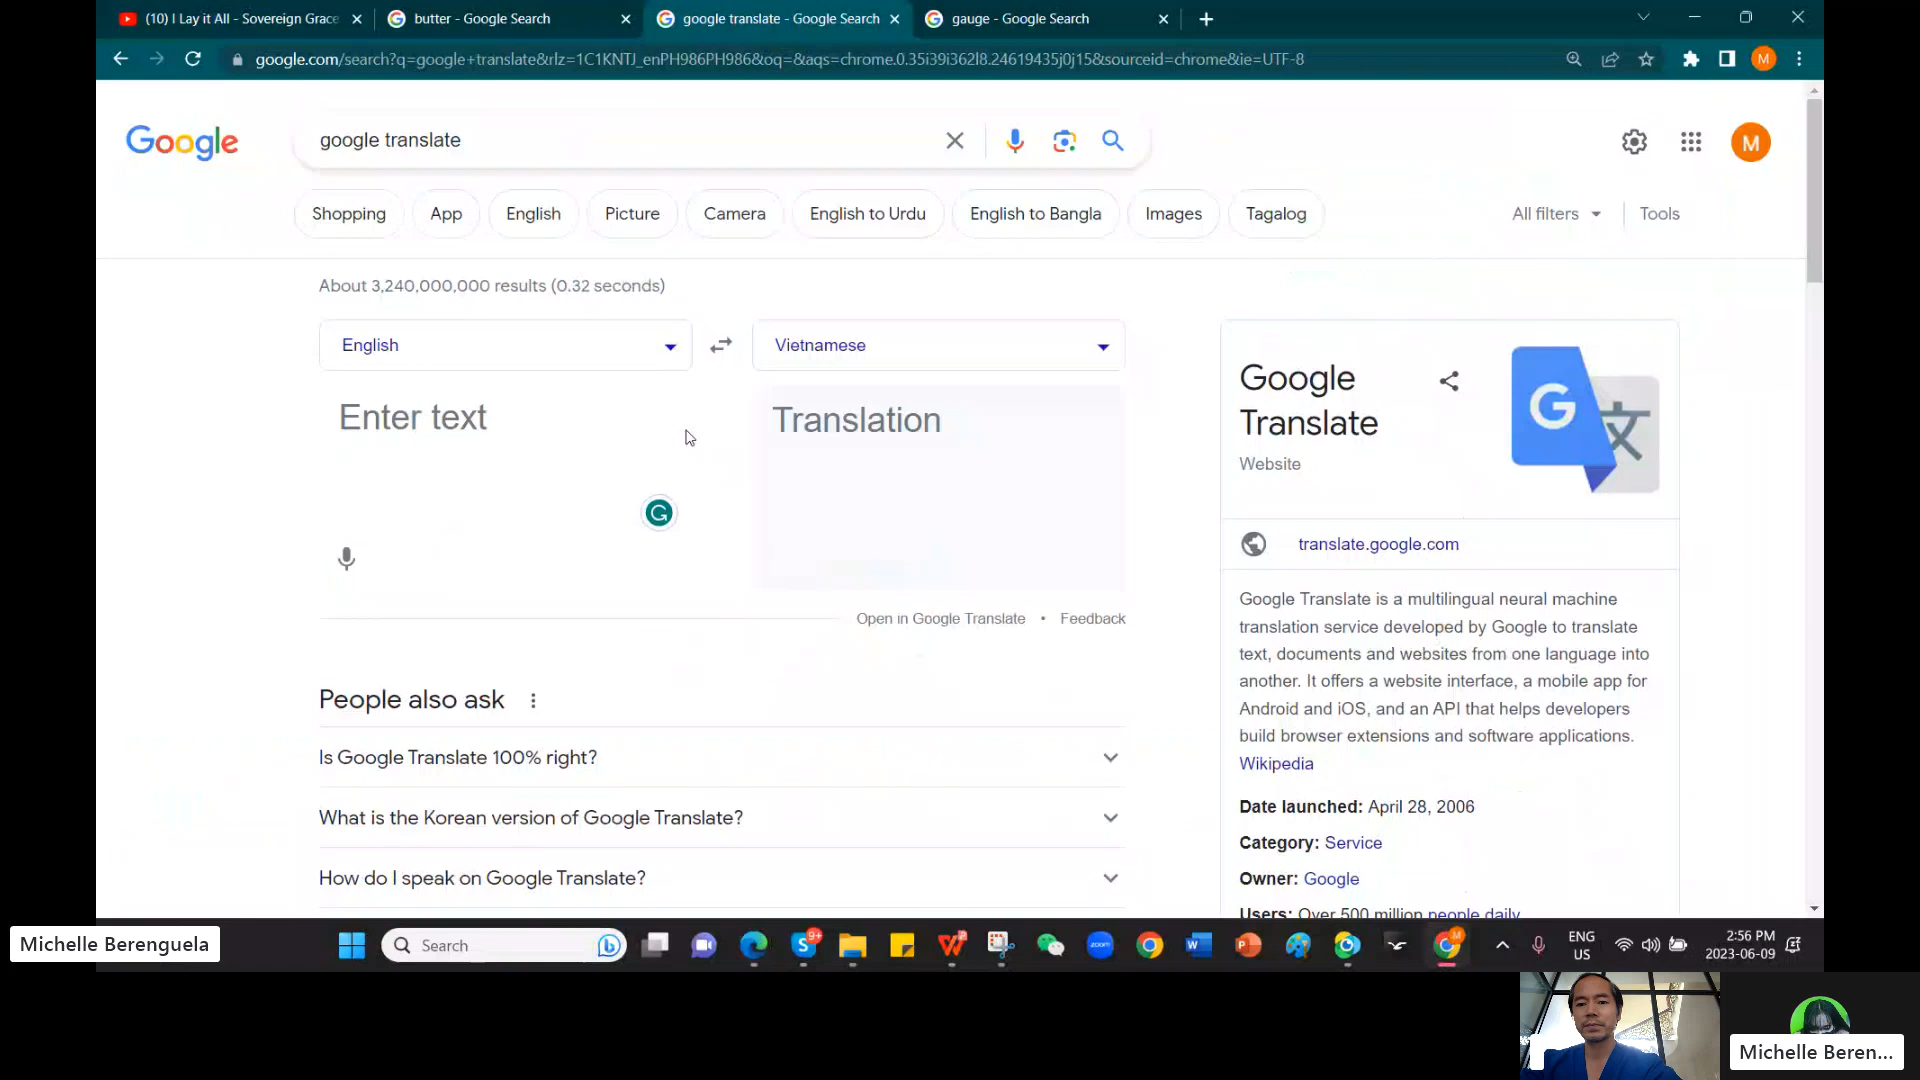 (10) I Lay it All - Sovereign Grace
butter - Google Search
google translate - Google Search
gauge - Google Search
google.com/search?q=google+translate&rlz=1C1KNTJ_enPH986PH986&oq=&aqs=chrome.0.35i39i362l8.24619435j0j15&sourceid=chrome&ie=UTF-8
M
Google
google translate
M
Shopping
App
English
Picture
Camera
English to Urdu
English to Bangla
Images
Tagalog
All filters
Tools
About 3,240,000,000 results (0.32 seconds)
English
Vietnamese
Enter text
Translation
Open in Google Translate • Feedback
People also ask
Is Google Translate 100% right?
What is the Korean version of Google Translate?
How do I speak on Google Translate?
Google
Translate
Website
G
文
translate.google.com
Google Translate is a multilingual neural machine
translation service developed by Google to translate
text, documents and websites from one language into
another. It offers a website interface, a mobile app for
Android and iOS, and an API that helps developers
build browser extensions and software applications.
Wikipedia
Date launched: April 28, 2006
Category: Service
Owner: Google
Users: Over 500 million people daily
Michelle Berenguela
Search
9+
zoom
ENG
US
2:56 PM
2023-06-09
Michelle Beren...